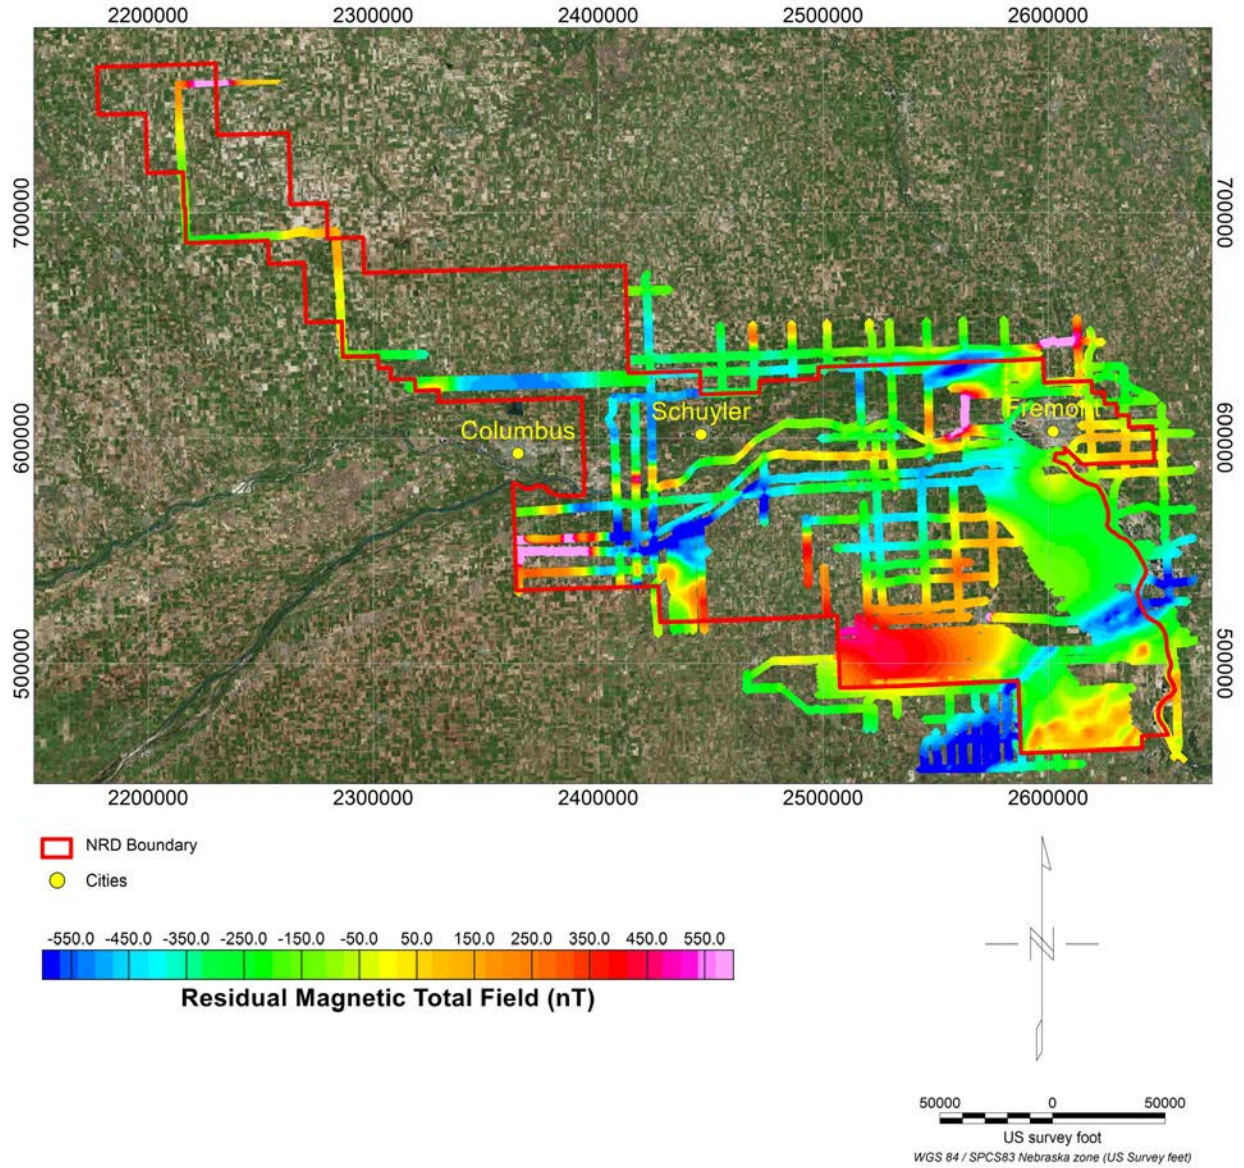 2200000 2300000 2400000 2500000 2600000
700000 700000
Schuyler
Fremont
Columbus
600000 600000
500000 500000
2200000 2300000 2400000 2500000 2600000
NRD Boundary
Cities
-550.0 -450.0 -350.0 -250.0 -150.0 -50.0 50.0 150.0 250.0 350.0 450.0 550.0
Residual Magnetic Total Field (nT)
N
50000 0 50000
US survey foot
WGS 84 / SPCS83 Nebraska zone (US Survey feet)